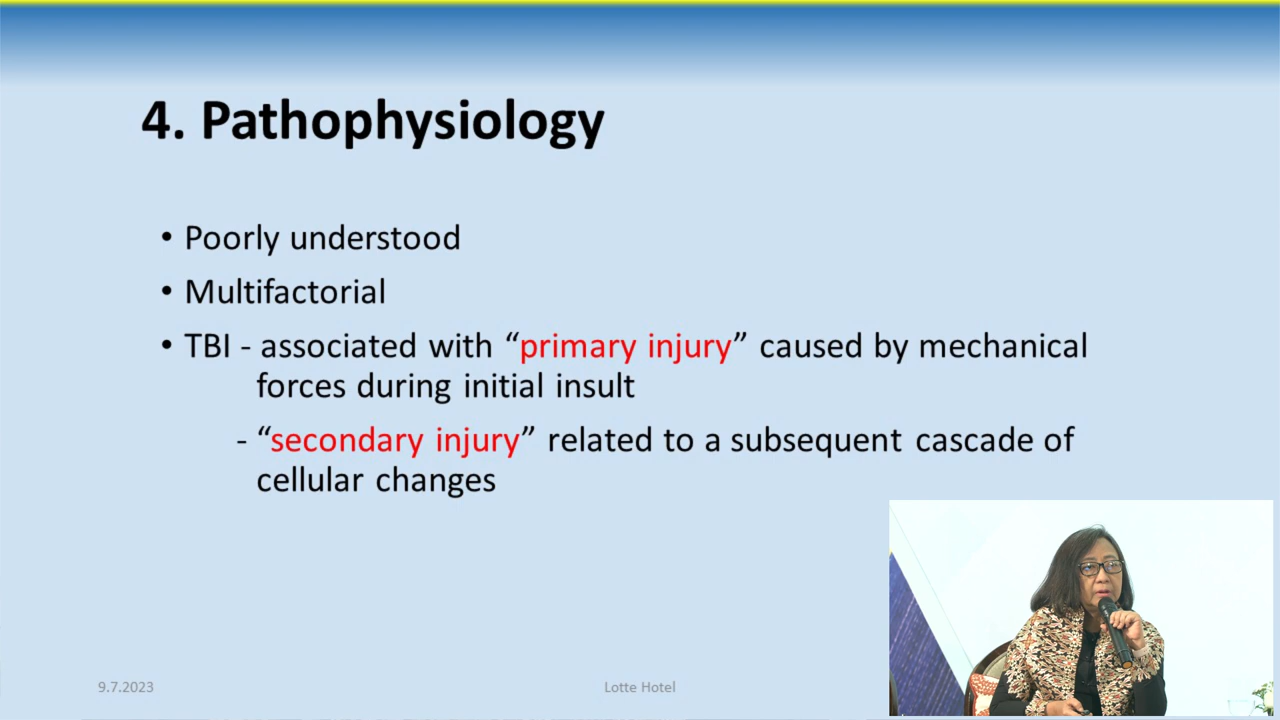 4. Pathophysiology
• Poorly understood
• Multifactorial
• TBI - associated with “primary injury” caused by mechanical
forces during initial insult
- “secondary injury” related to a subsequent cascade of
cellular changes
9.7.2023
Lotte Hotel